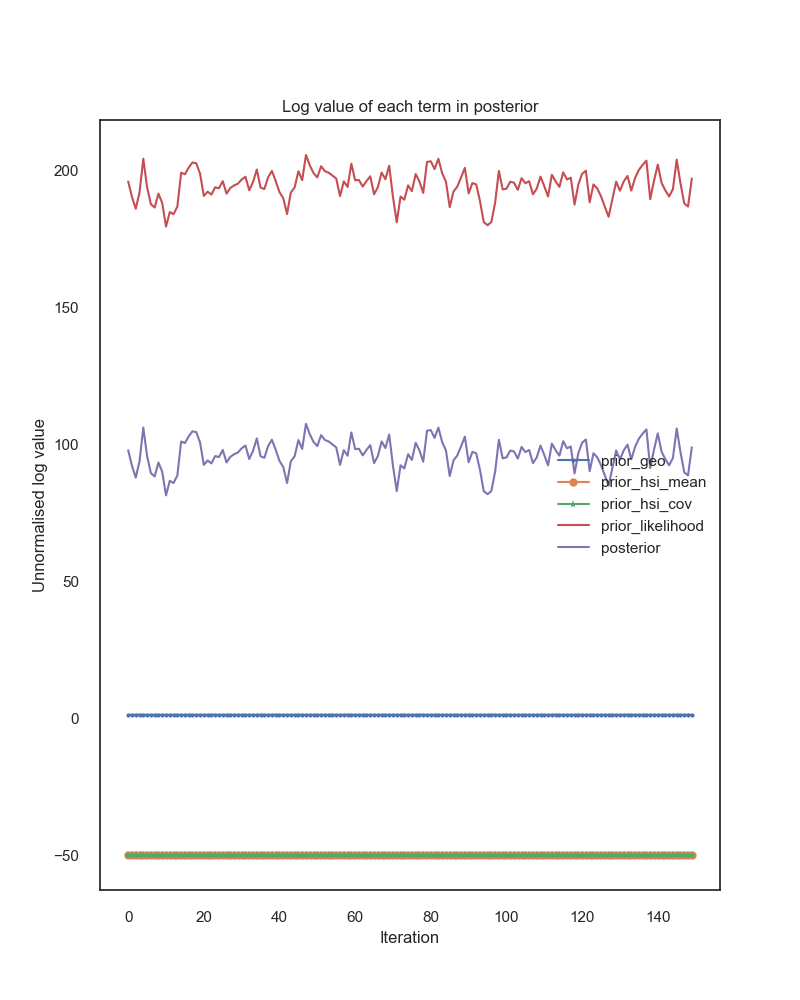 Log value of each term in posterior
Unnormalised log value
200
150
100
50
0
−50
prior_geo
prior_hsi_mean
prior_hsi_cov
prior_likelihood
posterior
0 20 40 60 80 100 120 140
Iteration